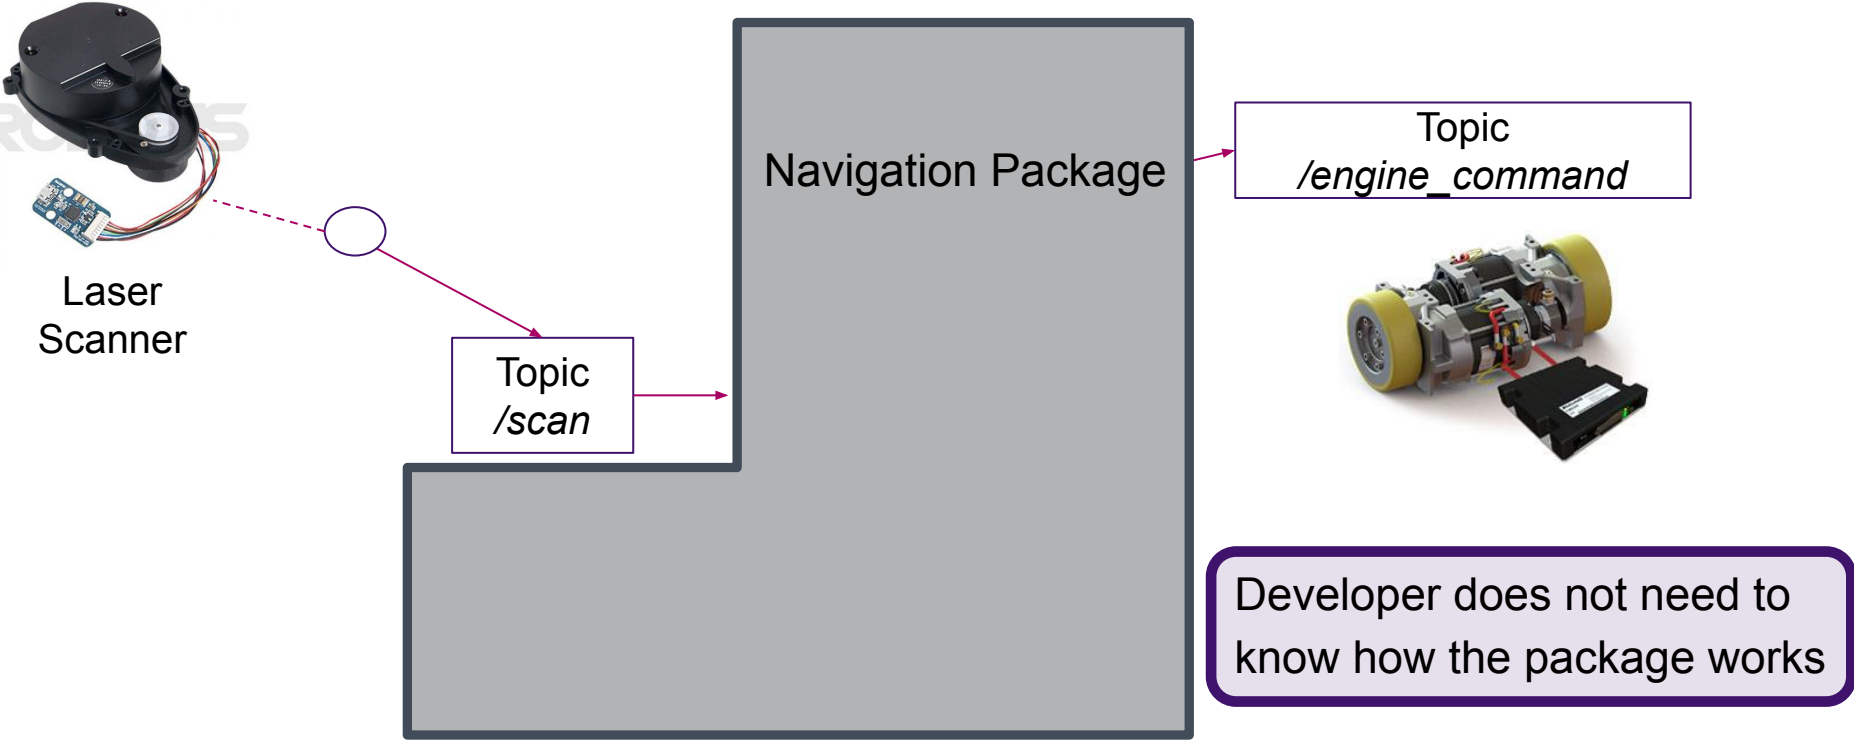 Laser
Scanner
Topic
/scan
Navigation Package
Topic
/engine_command
Developer does not need to
know how the package works